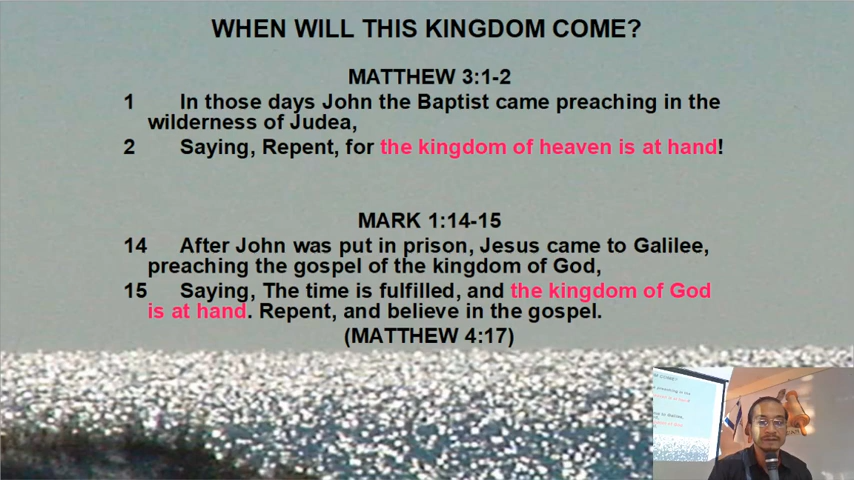 WHEN WILL THIS KINGDOM COME?
MATTHEW 3:1-2
1 In those days John the Baptist came preaching in the
wilderness of Judea,
2 Saying, Repent, for the kingdom of heaven is at hand!
MARK 1:14-15
14 After John was put in prison, Jesus came to Galilee,
preaching the gospel of the kingdom of God,
15 Saying, The time is fulfilled, and the kingdom of God
is at hand. Repent, and believe in the gospel.
(MATTHEW 4:17)